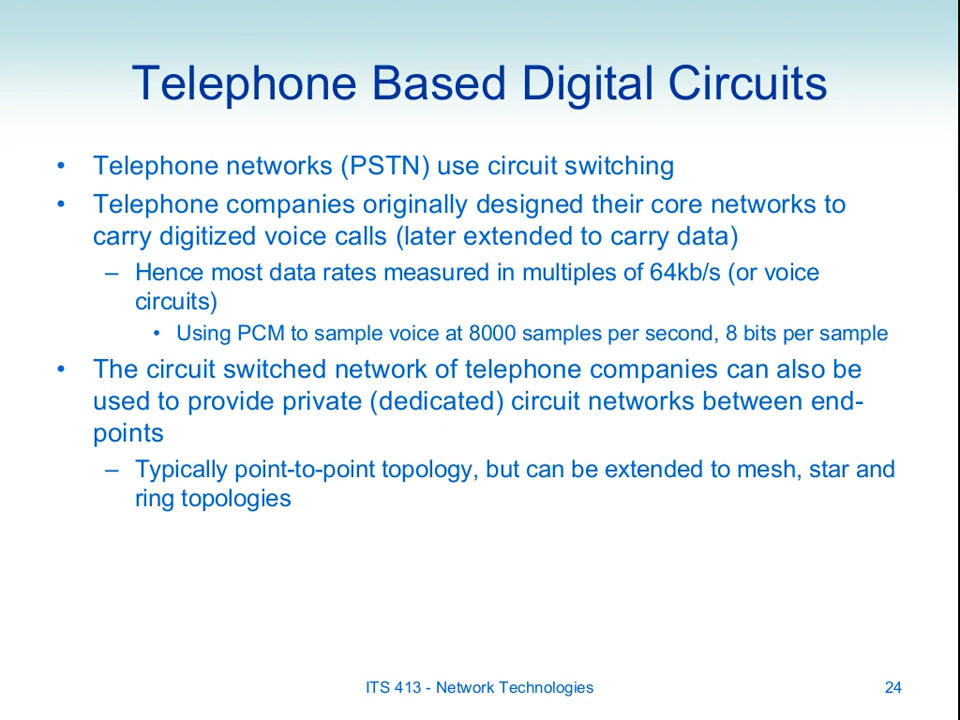 Telephone Based Digital Circuits
• Telephone networks (PSTN) use circuit switching
• Telephone companies originally designed their core networks to
carry digitized voice calls (later extended to carry data)
– Hence most data rates measured in multiples of 64kb/s (or voice
circuits)
• Using PCM to sample voice at 8000 samples per second, 8 bits per sample
• The circuit switched network of telephone companies can also be
used to provide private (dedicated) circuit networks between end-
points
– Typically point-to-point topology, but can be extended to mesh, star and
ring topologies
ITS 413 - Network Technologies
24